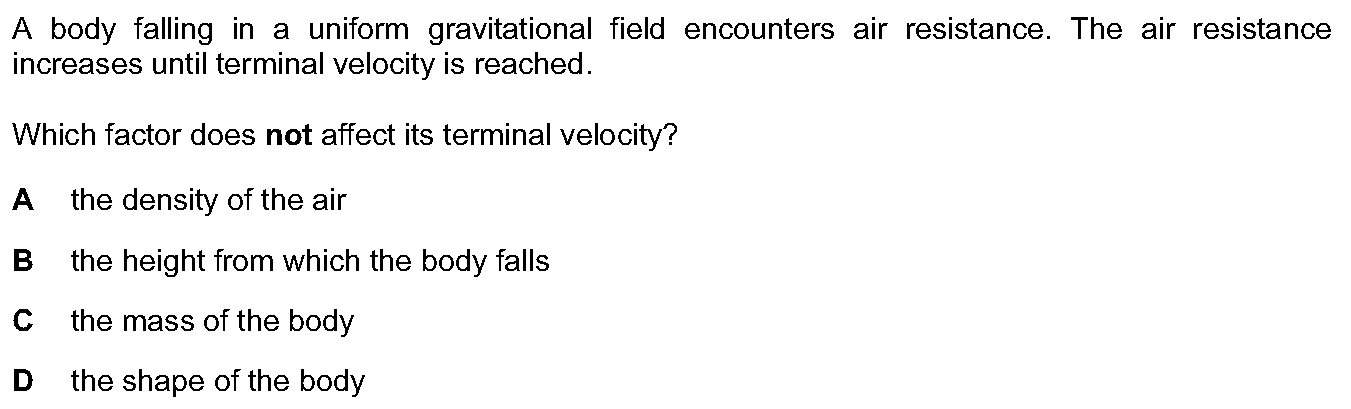 A body falling in a uniform gravitational field encounters air resistance. The air resistance
increases until terminal velocity is reached.
Which factor does not affect its terminal velocity?
A the density of the air
B the height from which the body falls
C the mass of the body
D the shape of the body